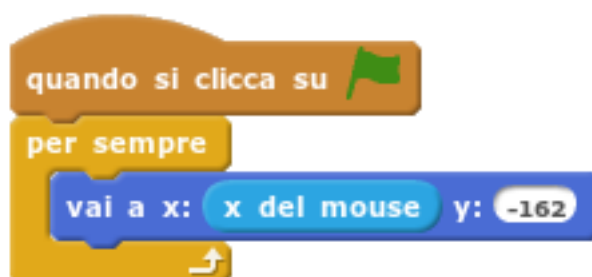 quando si clicca su
per sempre
vai a x: x del mouse y: -162